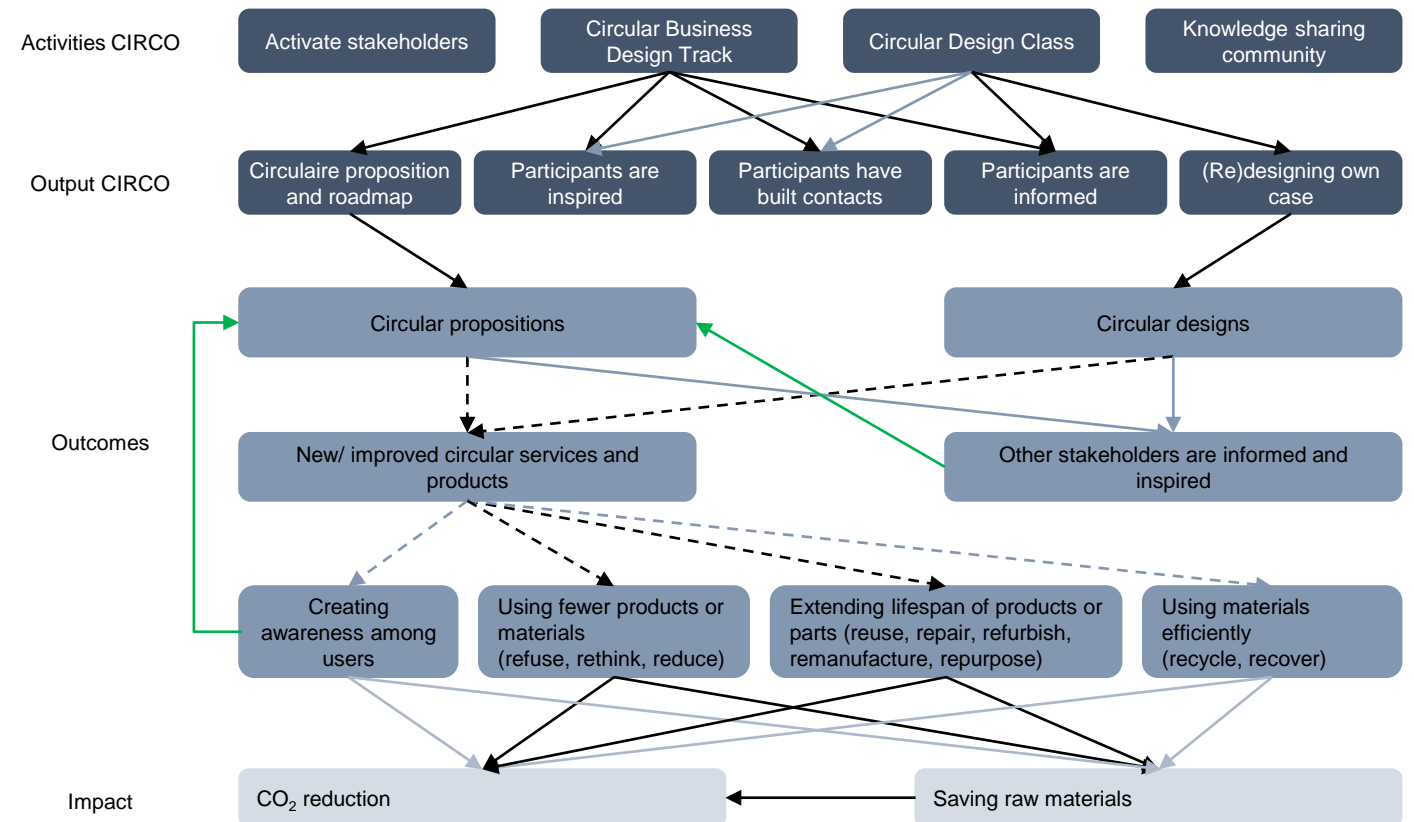 Activities CIRCO
Activate stakeholders
Circular Business
Design Track
Circular Design Class
Knowledge sharing
community
Output CIRCO
Circulaire proposition
and roadmap
Participants are
inspired
Participants have
built contacts
Participants are
informed
(Re)designing own
case
Outcomes
Circular propositions
Circular designs
New/ improved circular services and
products
Other stakeholders are informed and
inspired
Creating
awareness among
users
Using fewer products or
materials
(refuse, rethink, reduce)
Extending lifespan of products or
parts (reuse, repair, refurbish,
remanufacture, repurpose)
Using materials
efficiently
(recycle, recover)
Impact
CO₂ reduction
Saving raw materials